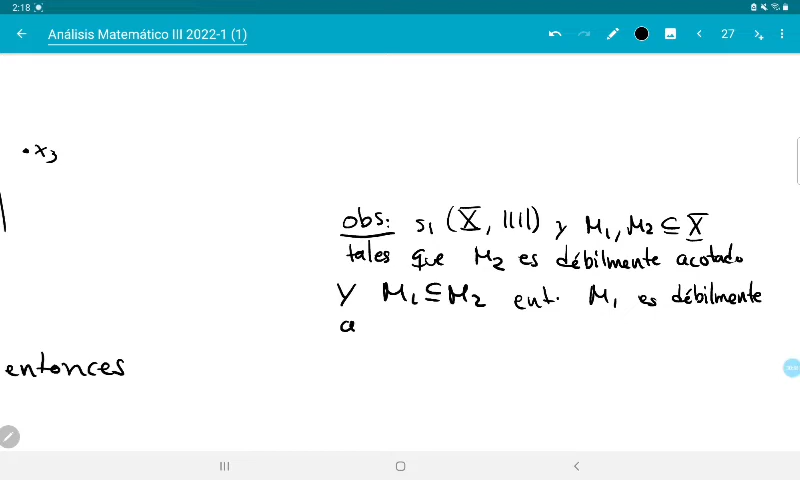 2:18
Análisis Matemático III 2022-1 (1)
27
• x₃
obs: si (X̅, ||||) y M₁, M₂ ⊆ X̅
tales que M₂ es débilmente acotado
y M₁ ⊆ M₂ ent. M₁ es débilmente
a
entonces